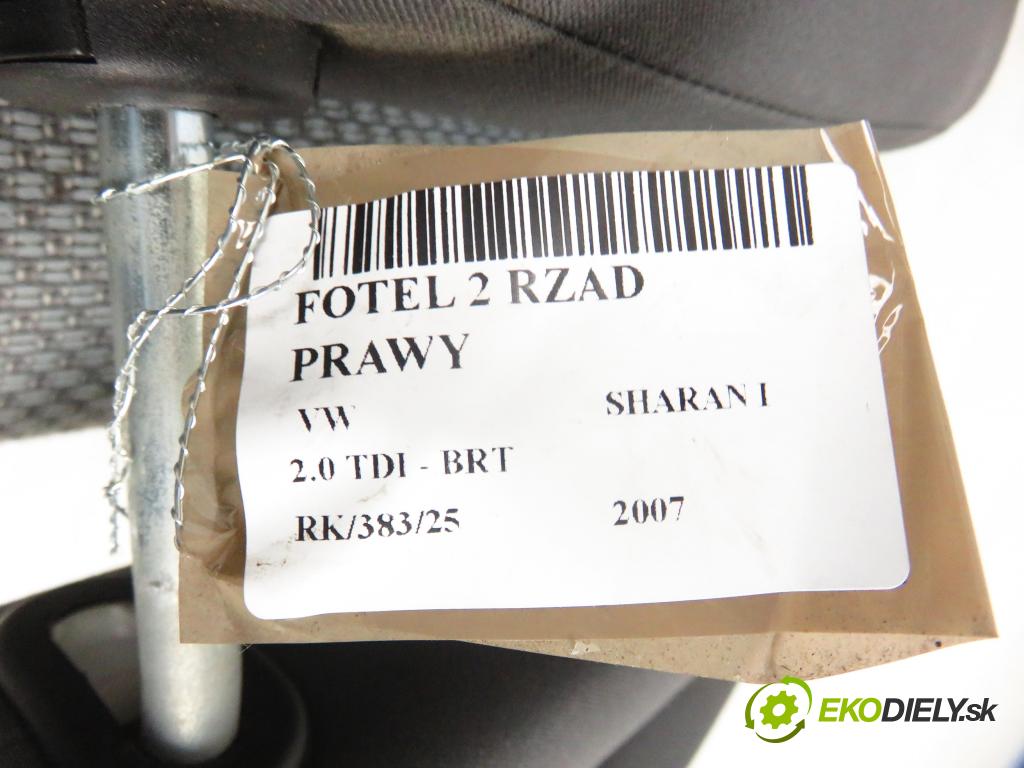 FOTEL 2 RZAD
PRAWY
VW SHARAN I
2.0 TDI - BRT
RK/383/25 2007
EKODIELY.sk